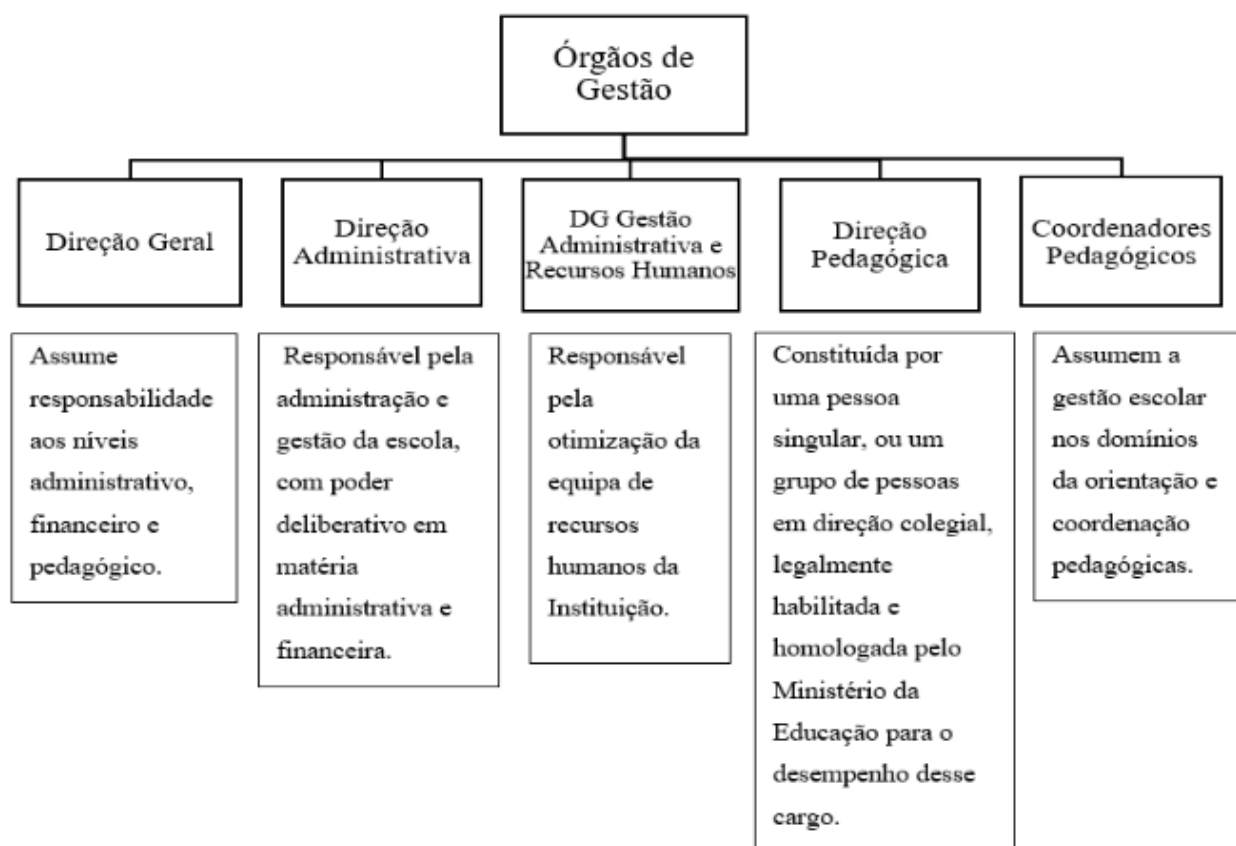 Órgãos de
Gestão
Direção Geral
Direção
Administrativa
DG Gestão
Administrativa e
Recursos Humanos
Direção
Pedagógica
Coordenadores
Pedagógicos
Assume
responsabilidade
aos níveis
administrativo,
financeiro e
pedagógico.
Responsável pela
administração e
gestão da escola,
com poder
deliberativo em
matéria
administrativa e
financeira.
Responsável
pela
otimização da
equipa de
recursos
humanos da
Instituição.
Constituída por
uma pessoa
singular, ou um
grupo de pessoas
em direção colegial,
legalmente
habilitada e
homologada pelo
Ministério da
Educação para o
desempenho desse
cargo.
Assumem a
gestão escolar
nos domínios
da orientação e
coordenação
pedagógicas.